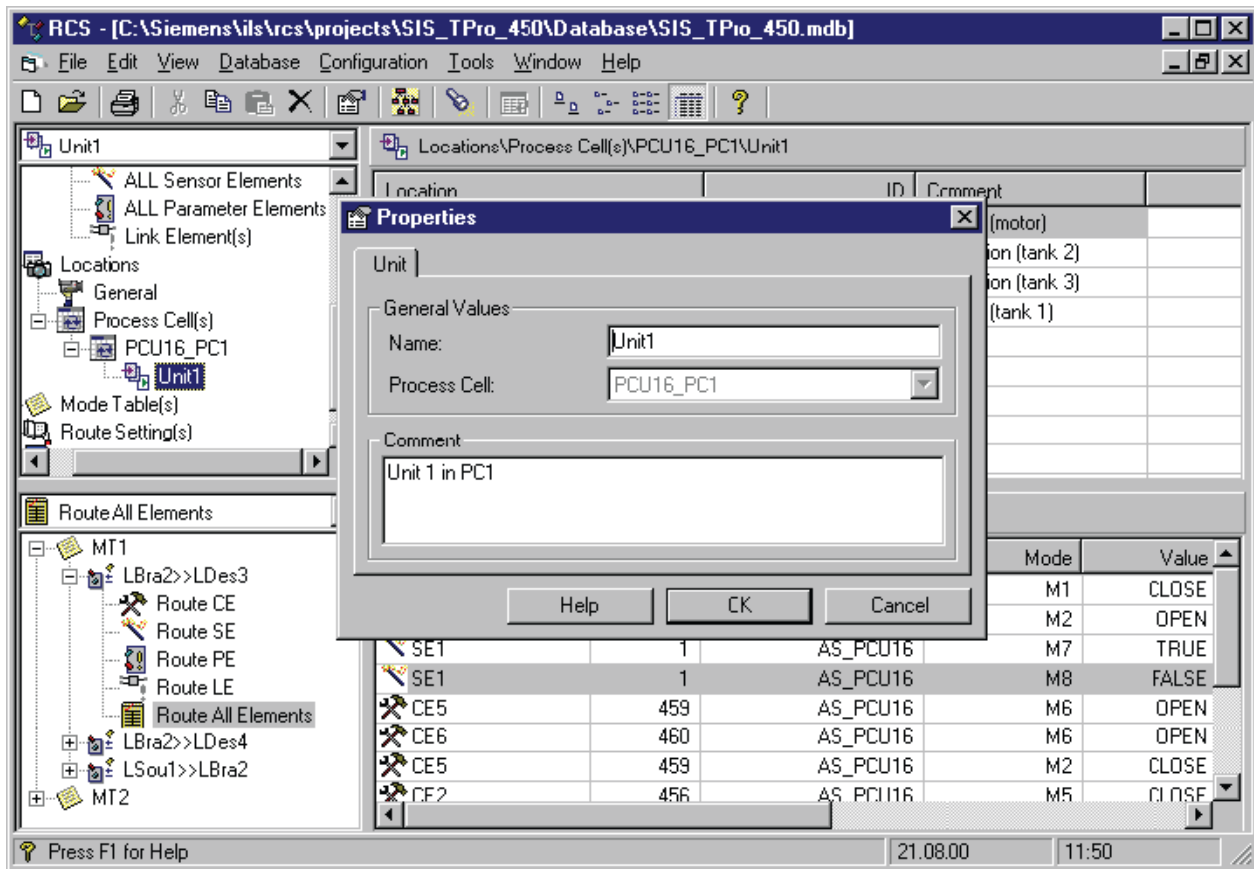 RCS - [C:\Siemens\ils\rcs\projects\SIS_TPro_450\Database\SIS_TPro_450.mdb]
File Edit View Database Configuration Tools Window Help
Unit1
Locations\Process Cell(s)\PCU16_PC1\Unit1
ALL Sensor Elements
ALL Parameter Elements
Link Element(s)
Locations
General
Process Cell(s)
PCU16_PC1
Unit1
Mode Table(s)
Route Setting(s)
Location ID Comment
(motor)
ion (tank 2)
ion (tank 3)
(tank 1)
Properties
Unit
General Values
Name: Unit1
Process Cell: PCU16_PC1
Comment
Unit 1 in PC1
Help OK Cancel
Route All Elements
MT1
LBra2>>LDes3
Route CE
Route SE
Route PE
Route LE
Route All Elements
LBra2>>LDes4
LSou1>>LBra2
MT2
Mode Value
M1 CLOSE
M2 OPEN
SE1 1 AS_PCU16 M7 TRUE
SE1 1 AS_PCU16 M8 FALSE
CE5 459 AS_PCU16 M6 OPEN
CE6 460 AS_PCU16 M6 OPEN
CE5 459 AS_PCU16 M2 CLOSE
CE2 456 AS_PCU16 M5 CLOSE
Press F1 for Help 21.08.00 11:50